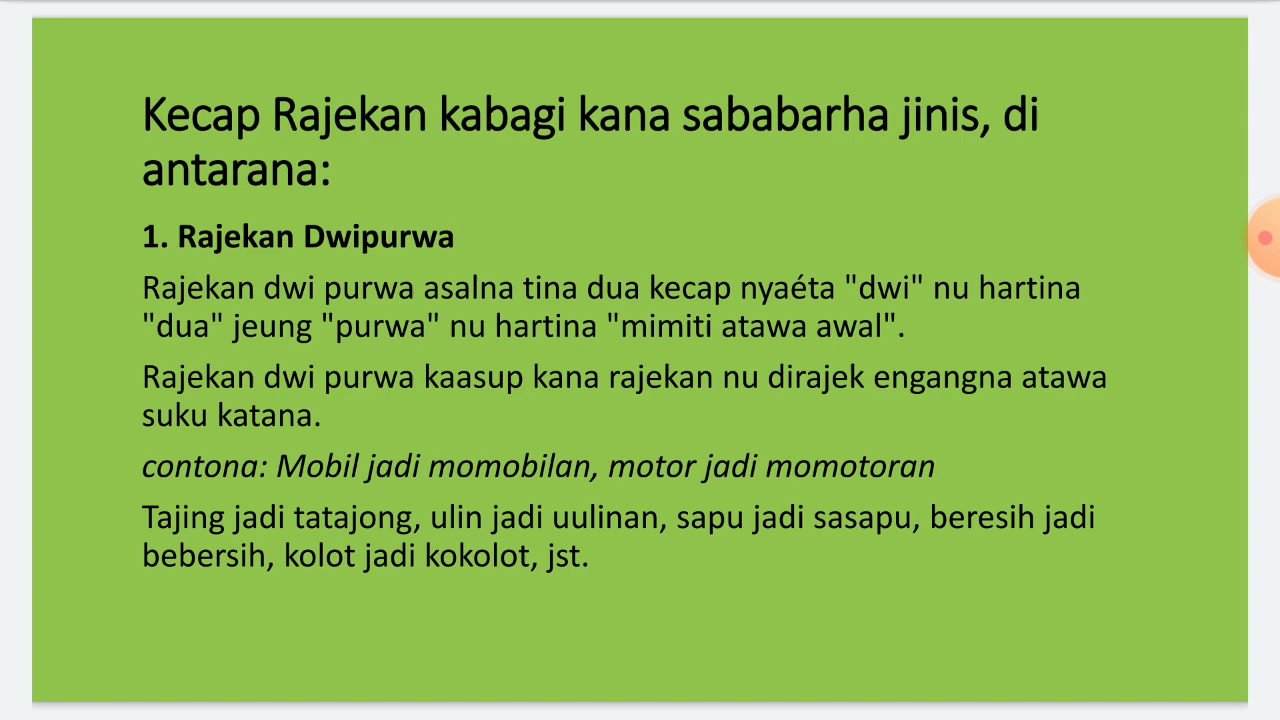 Kecap Rajekan kabagi kana sababarha jinis, di
antarana:
1. Rajekan Dwipurwa
Rajekan dwi purwa asalna tina dua kecap nyaéta "dwi" nu hartina
"dua" jeung "purwa" nu hartina "mimiti atawa awal".
Rajekan dwi purwa kaasup kana rajekan nu dirajek engangna atawa
suku katana.
contona: Mobil jadi momobilan, motor jadi momotoran
Tajing jadi tatajong, ulin jadi uulinan, sapu jadi sasapu, beresih jadi
bebersih, kolot jadi kokolot, jst.